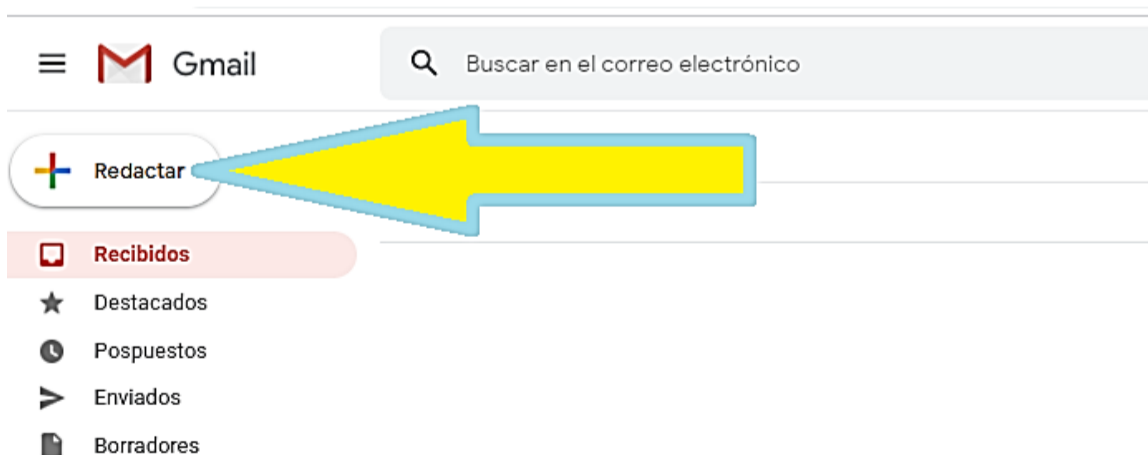 Gmail
Buscar en el correo electrónico
Redactar
Recibidos
Destacados
Pospuestos
Enviados
Borradores